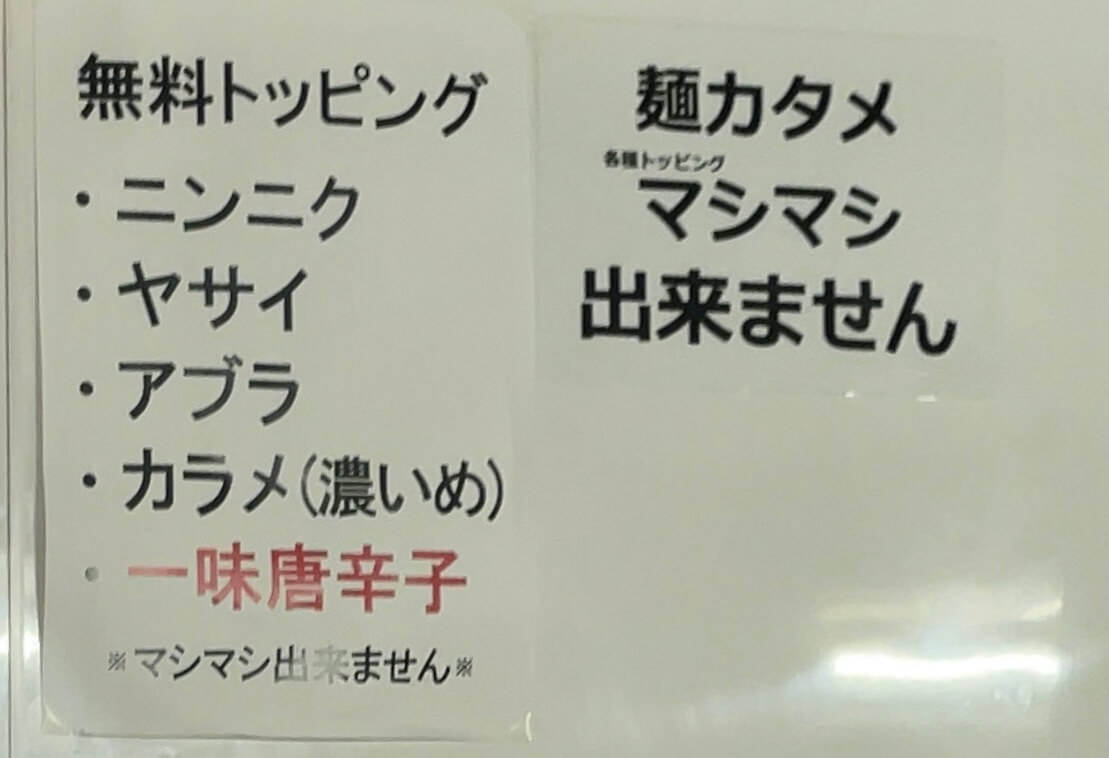 無料トッピング
・ニンニク
・ヤサイ
・アブラ
・カラメ(濃いめ)
・一味唐辛子
※マシマシ出来ません※
麺カタメ
各種トッピング
マシマシ
出来ません